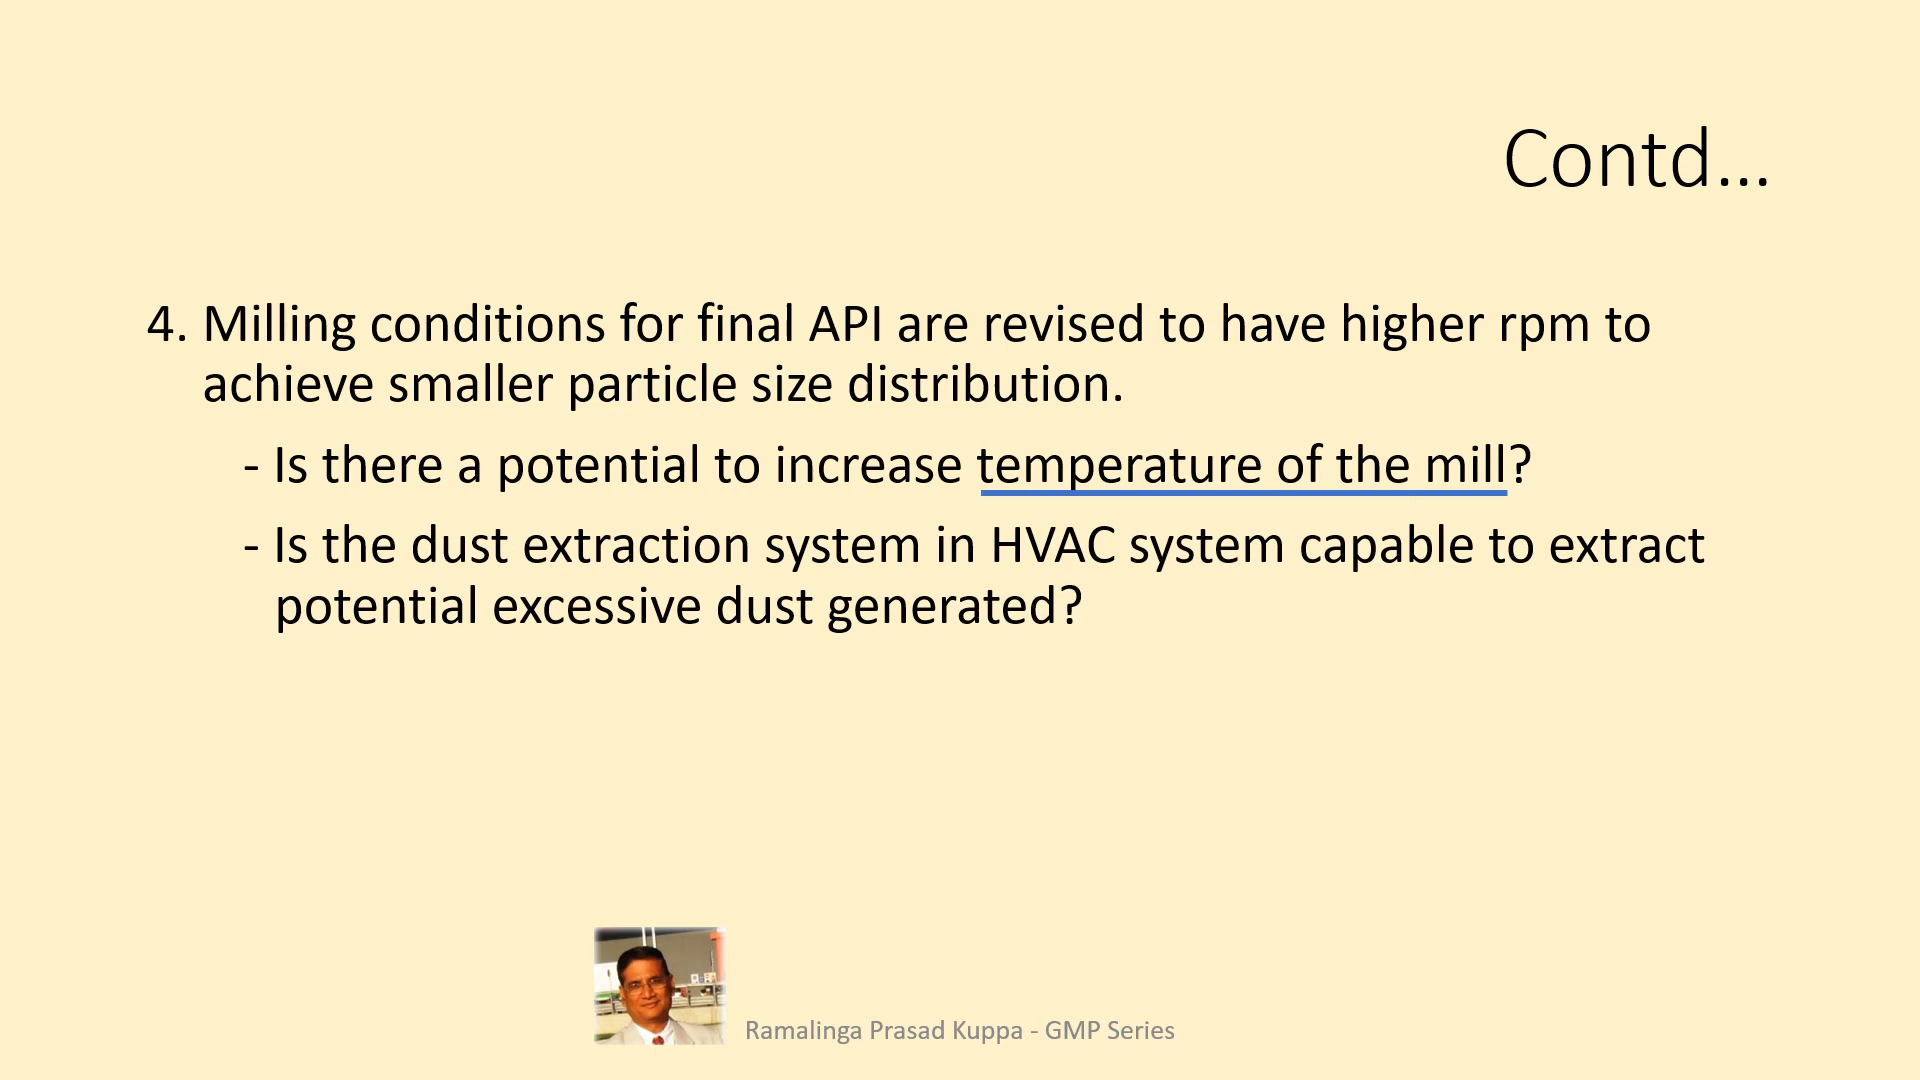 Contd...
4. Milling conditions for final API are revised to have higher rpm to
achieve smaller particle size distribution.
- Is there a potential to increase temperature of the mill?
- Is the dust extraction system in HVAC system capable to extract
potential excessive dust generated?
Ramalinga Prasad Kuppa - GMP Series